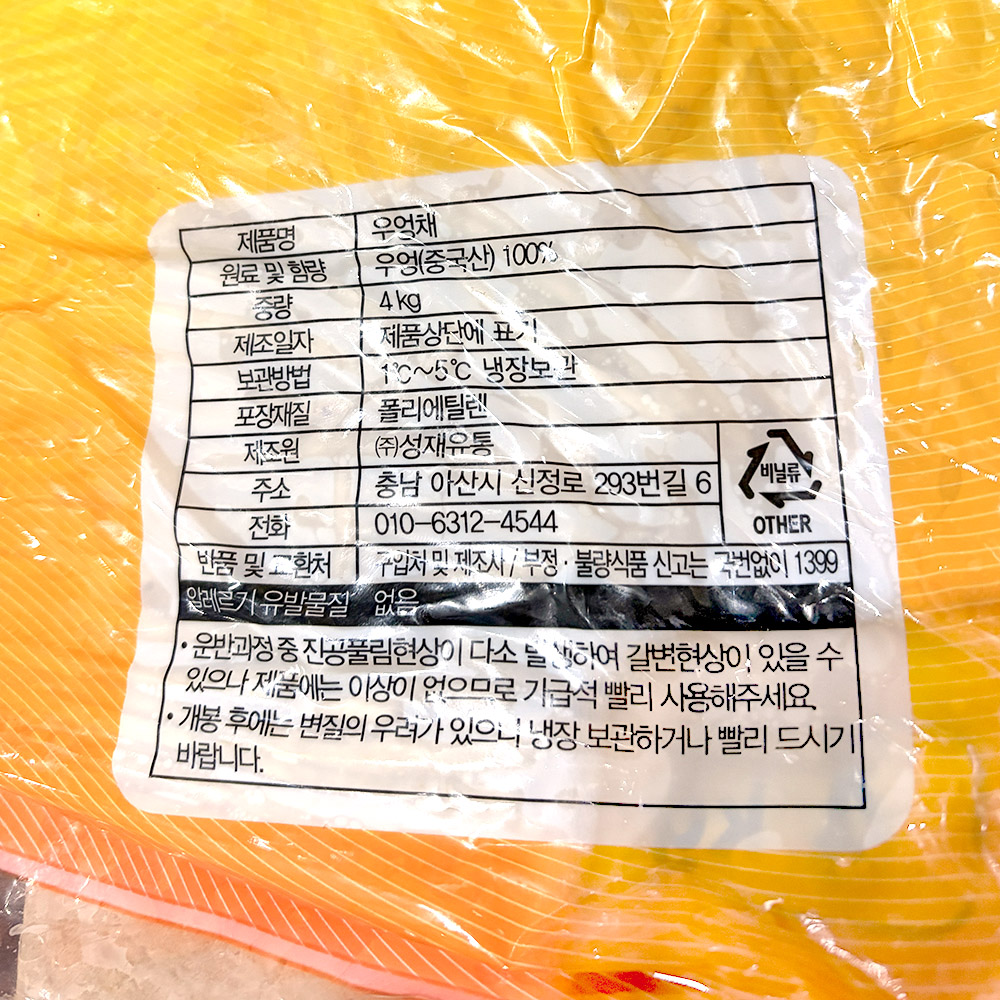 제품명 우엉채
원료 및 함량 우엉(중국산) 100%
중량 4kg
제조일자 제품상단에 표기
보관방법 1℃~5℃ 냉장보관
포장재질 폴리에틸렌
제조원 ㈜성재유통
주소 충남 아산시 신정로 293번길 6
전화 010-6312-4544
비닐류
OTHER
반품 및 교환처 구입처 및 제조사 / 부정·불량식품 신고는 국번없이 1399
알레르기 유발물질 없음
• 운반과정 중 진공풀림현상이 다소 발생하여 갈변현상이 있을 수
있으나 제품에는 이상이 없으므로 가급적 빨리 사용해주세요.
• 개봉 후에는 변질의 우려가 있으니 냉장 보관하거나 빨리 드시기
바랍니다.